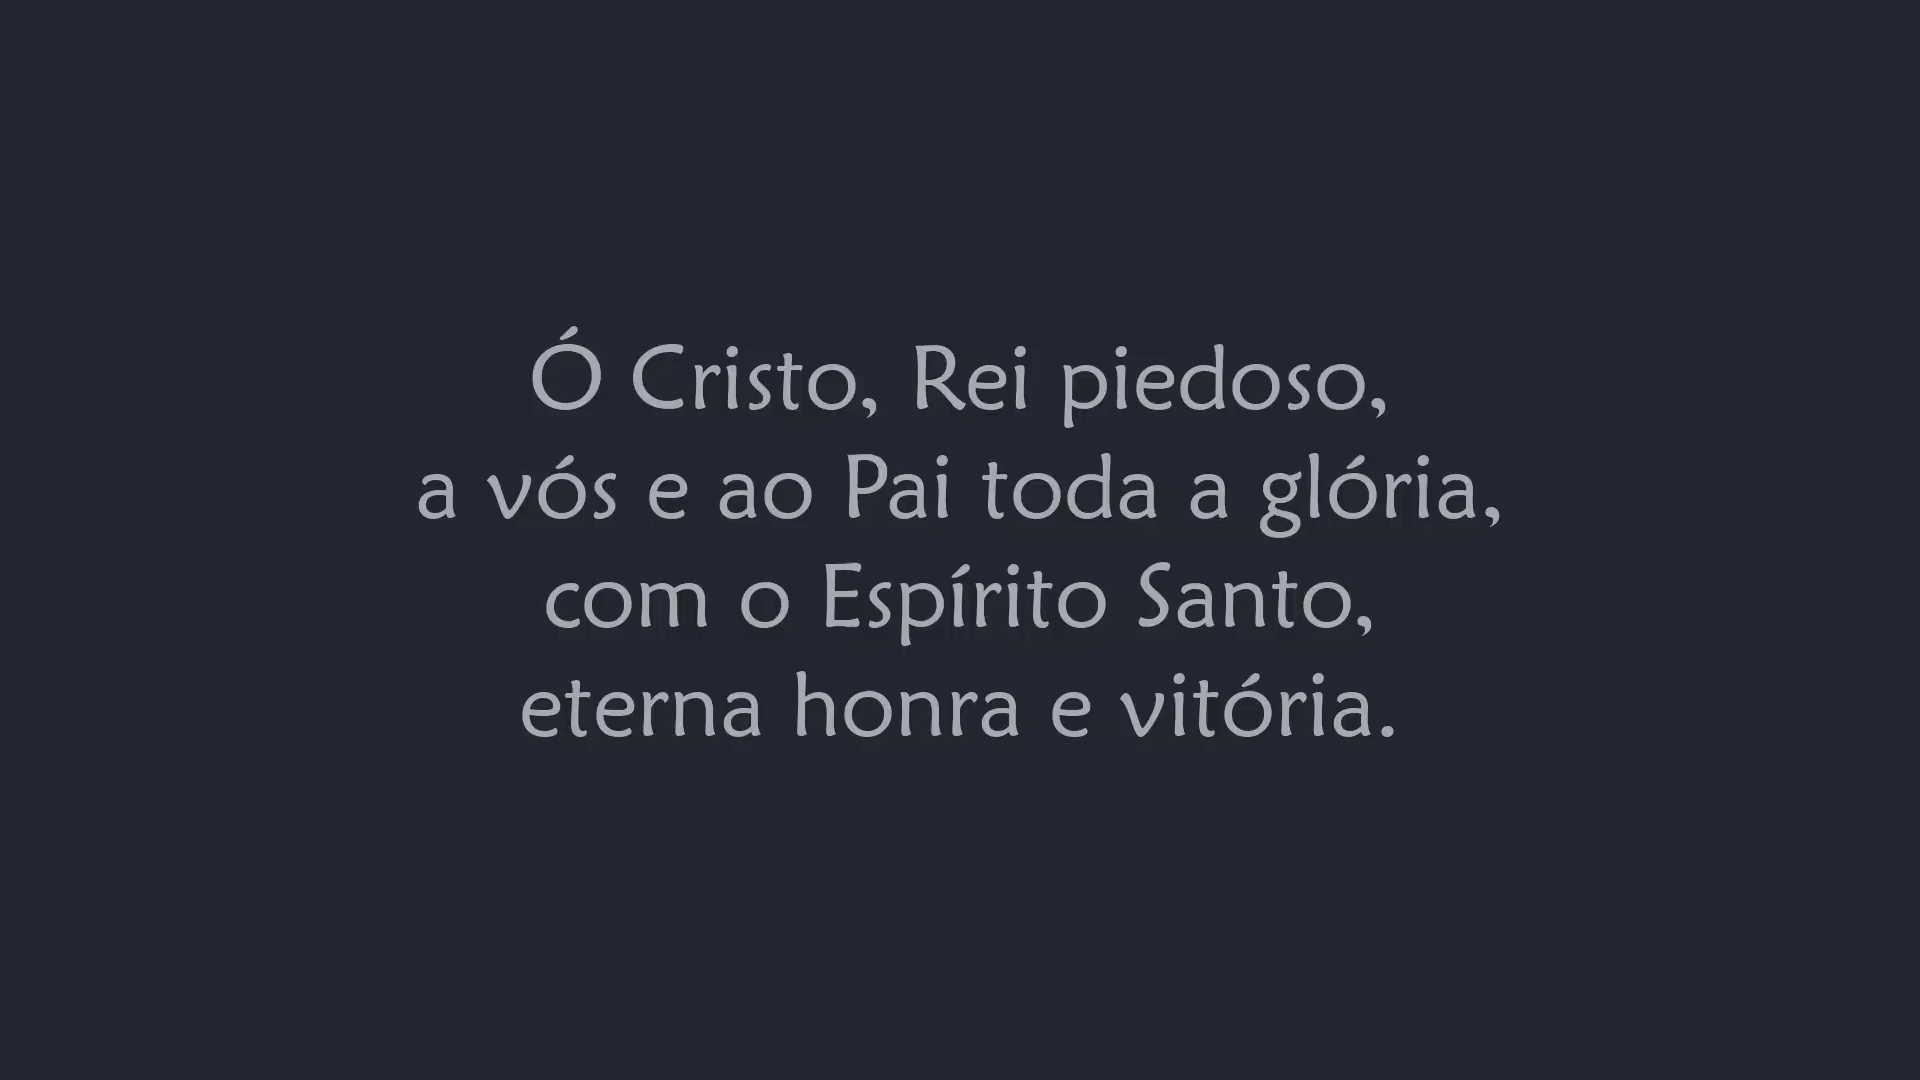 Ó Cristo, Rei piedoso,
a vós e ao Pai toda a glória,
com o Espírito Santo,
eterna honra e vitória.